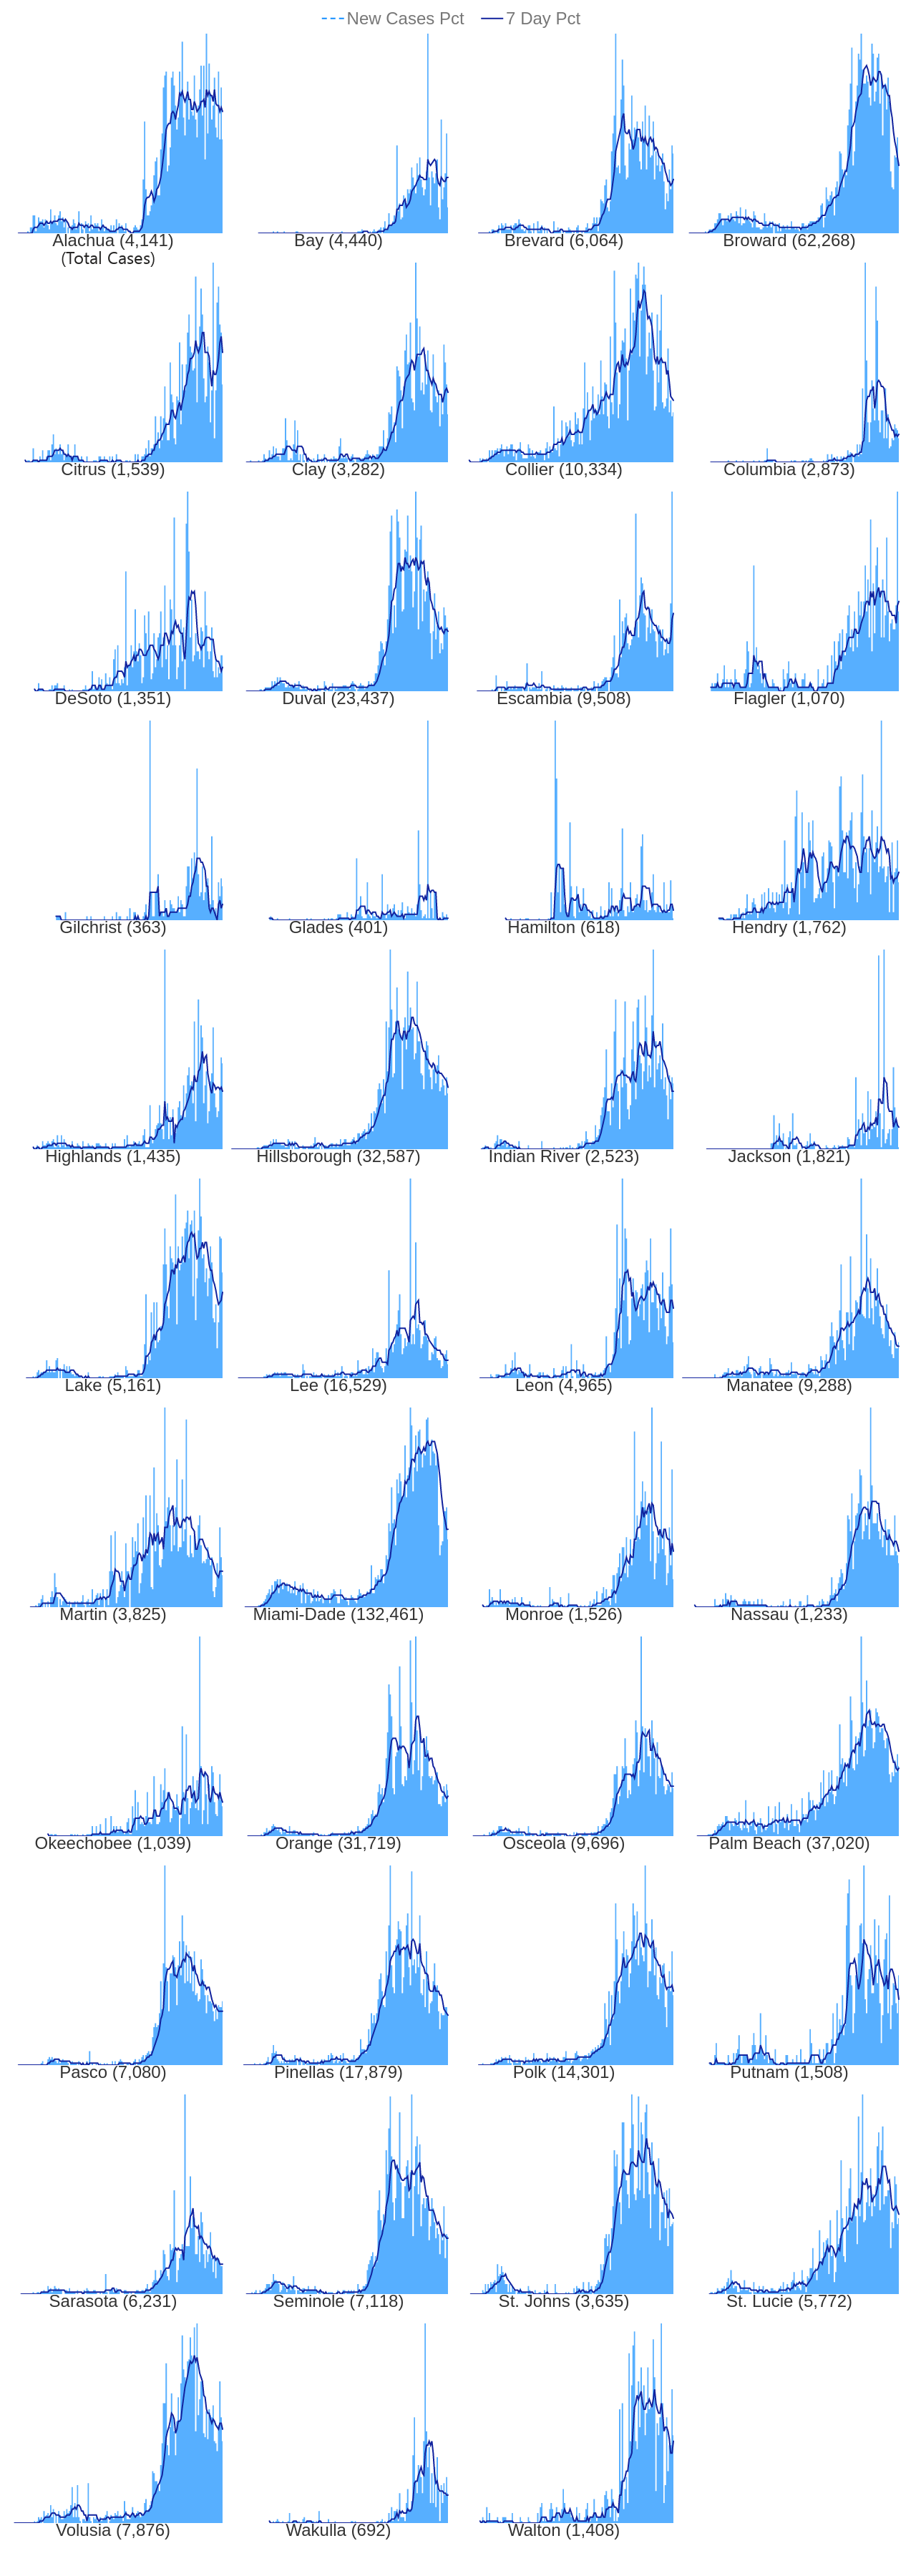 New Cases Pct 7 Day Pct
Alachua (4,141) Bay (4,440) Brevard (6,064) Broward (62,268)
(Total Cases)
Citrus (1,539) Clay (3,282) Collier (10,334) Columbia (2,873)
DeSoto (1,351) Duval (23,437) Escambia (9,508) Flagler (1,070)
Gilchrist (363) Glades (401) Hamilton (618) Hendry (1,762)
Highlands (1,435) Hillsborough (32,587) Indian River (2,523) Jackson (1,821)
Lake (5,161) Lee (16,529) Leon (4,965) Manatee (9,288)
Martin (3,825) Miami-Dade (132,461) Monroe (1,526) Nassau (1,233)
Okeechobee (1,039) Orange (31,719) Osceola (9,696) Palm Beach (37,020)
Pasco (7,080) Pinellas (17,879) Polk (14,301) Putnam (1,508)
Sarasota (6,231) Seminole (7,118) St. Johns (3,635) St. Lucie (5,772)
Volusia (7,876) Wakulla (692) Walton (1,408)